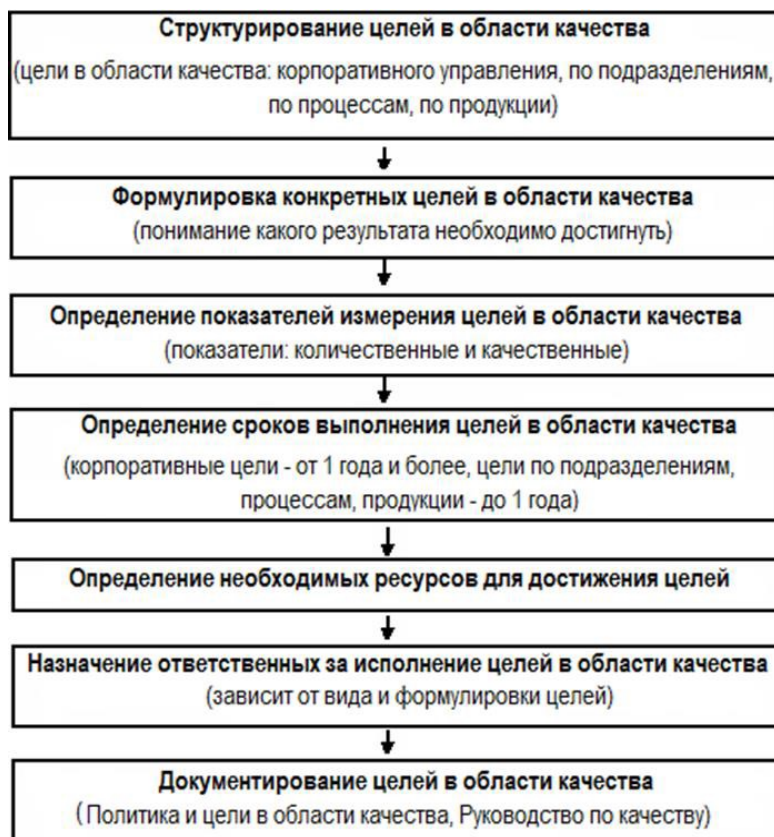 Структурирование целей в области качества
(цели в области качества: корпоративного управления, по подразделениям,
по процессам, по продукции)
Формулировка конкретных целей в области качества
(понимание какого результата необходимо достигнуть)
Определение показателей измерения целей в области качества
(показатели: количественные и качественные)
Определение сроков выполнения целей в области качества
(корпоративные цели - от 1 года и более, цели по подразделениям,
процессам, продукции - до 1 года)
Определение необходимых ресурсов для достижения целей
Назначение ответственных за исполнение целей в области качества
(зависит от вида и формулировки целей)
Документирование целей в области качества
( Политика и цели в области качества, Руководство по качеству)